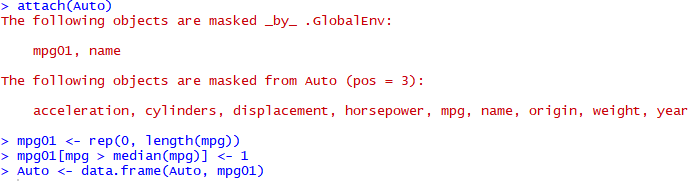 > attach(Auto)
The following objects are masked _by_ .GlobalEnv:
mpg01, name
The following objects are masked from Auto (pos = 3):
acceleration, cylinders, displacement, horsepower, mpg, name, origin, weight, year
> mpg01 <- rep(0, length(mpg))
> mpg01[mpg > median(mpg)] <- 1
> Auto <- data.frame(Auto, mpg01)